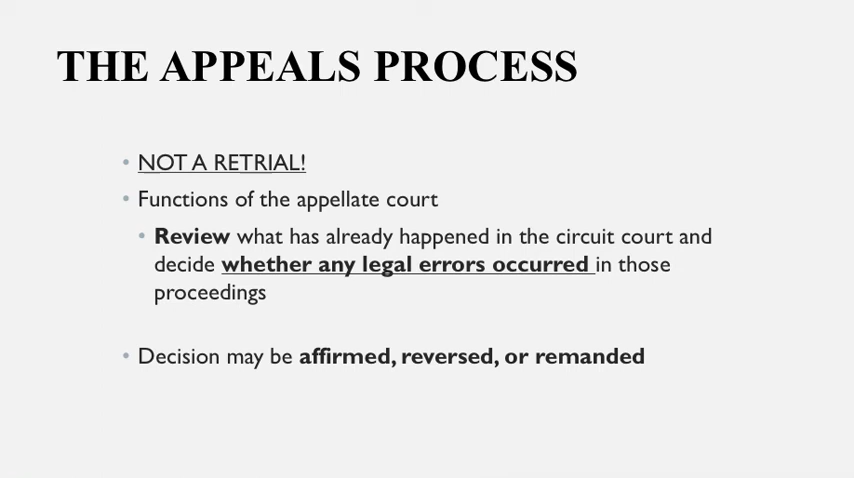 THE APPEALS PROCESS
• NOT A RETRIAL!
• Functions of the appellate court
• Review what has already happened in the circuit court and
decide whether any legal errors occurred in those
proceedings
• Decision may be affirmed, reversed, or remanded